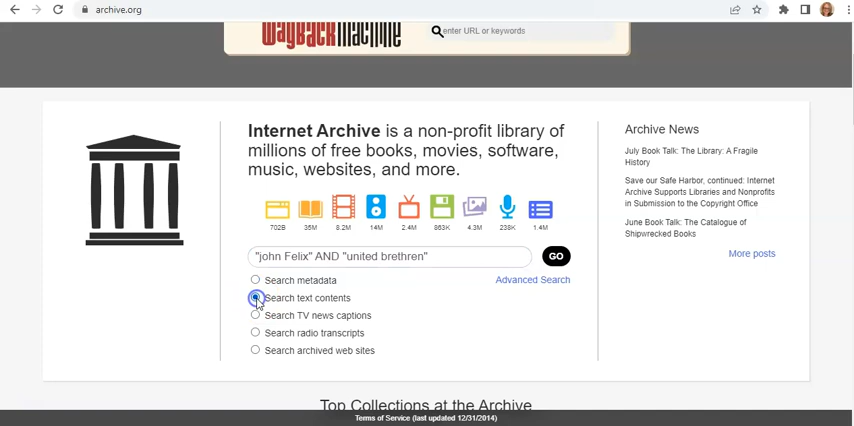 archive.org
WAYBACK MACHINE
enter URL or keywords
Internet Archive is a non-profit library of
millions of free books, movies, software,
music, websites, and more.
702B 35M 8.2M 14M 2.4M 863K 4.3M 238K 1.4M
"john Felix" AND "united brethren"
GO
Search metadata
Advanced Search
Search text contents
Search TV news captions
Search radio transcripts
Search archived web sites
Archive News
July Book Talk: The Library: A Fragile
History
Save our Safe Harbor, continued: Internet
Archive Supports Libraries and Nonprofits
in Submission to the Copyright Office
June Book Talk: The Catalogue of
Shipwrecked Books
More posts
Top Collections at the Archive
Terms of Service (last updated 12/31/2014)